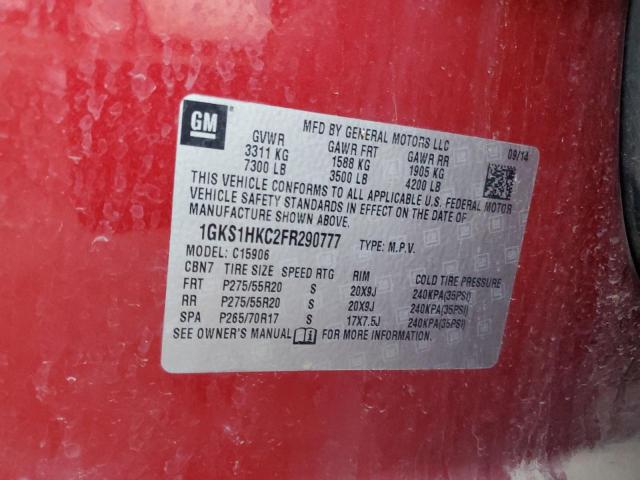 GM
MFD BY GENERAL MOTORS LLC
09/14
GVWR GAWR FRT GAWR RR
3311 KG 1588 KG 1905 KG
7300 LB 3500 LB 4200 LB
THIS VEHICLE CONFORMS TO ALL APPLICABLE U.S. FEDERAL MOTOR
VEHICLE SAFETY STANDARDS IN EFFECT ON THE DATE OF
MANUFACTURE SHOWN ABOVE.
1GKS1HKC2FR290777 TYPE: M.P.V.
MODEL: C15906
CBN7 TIRE SIZE SPEED RTG RIM COLD TIRE PRESSURE
FRT P275/55R20 S 20X9J 240KPA(35PSI)
RR P275/55R20 S 20X9J 240KPA(35PSI)
SPA P265/70R17 S 17X7.5J 240KPA(35PSI)
SEE OWNER'S MANUAL FOR MORE INFORMATION.